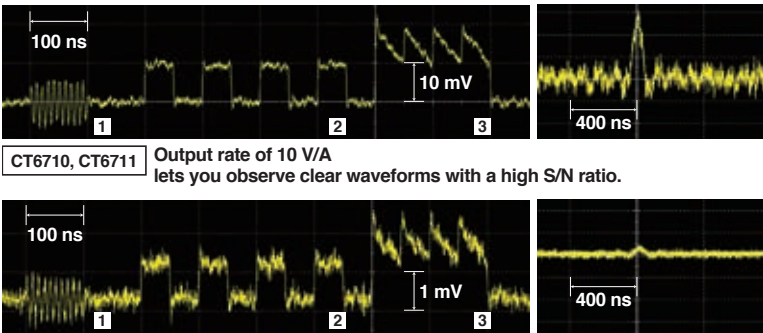 100 ns
10 mV
1
2
3
400 ns
CT6710, CT6711
Output rate of 10 V/A
lets you observe clear waveforms with a high S/N ratio.
100 ns
1 mV
1
2
3
400 ns